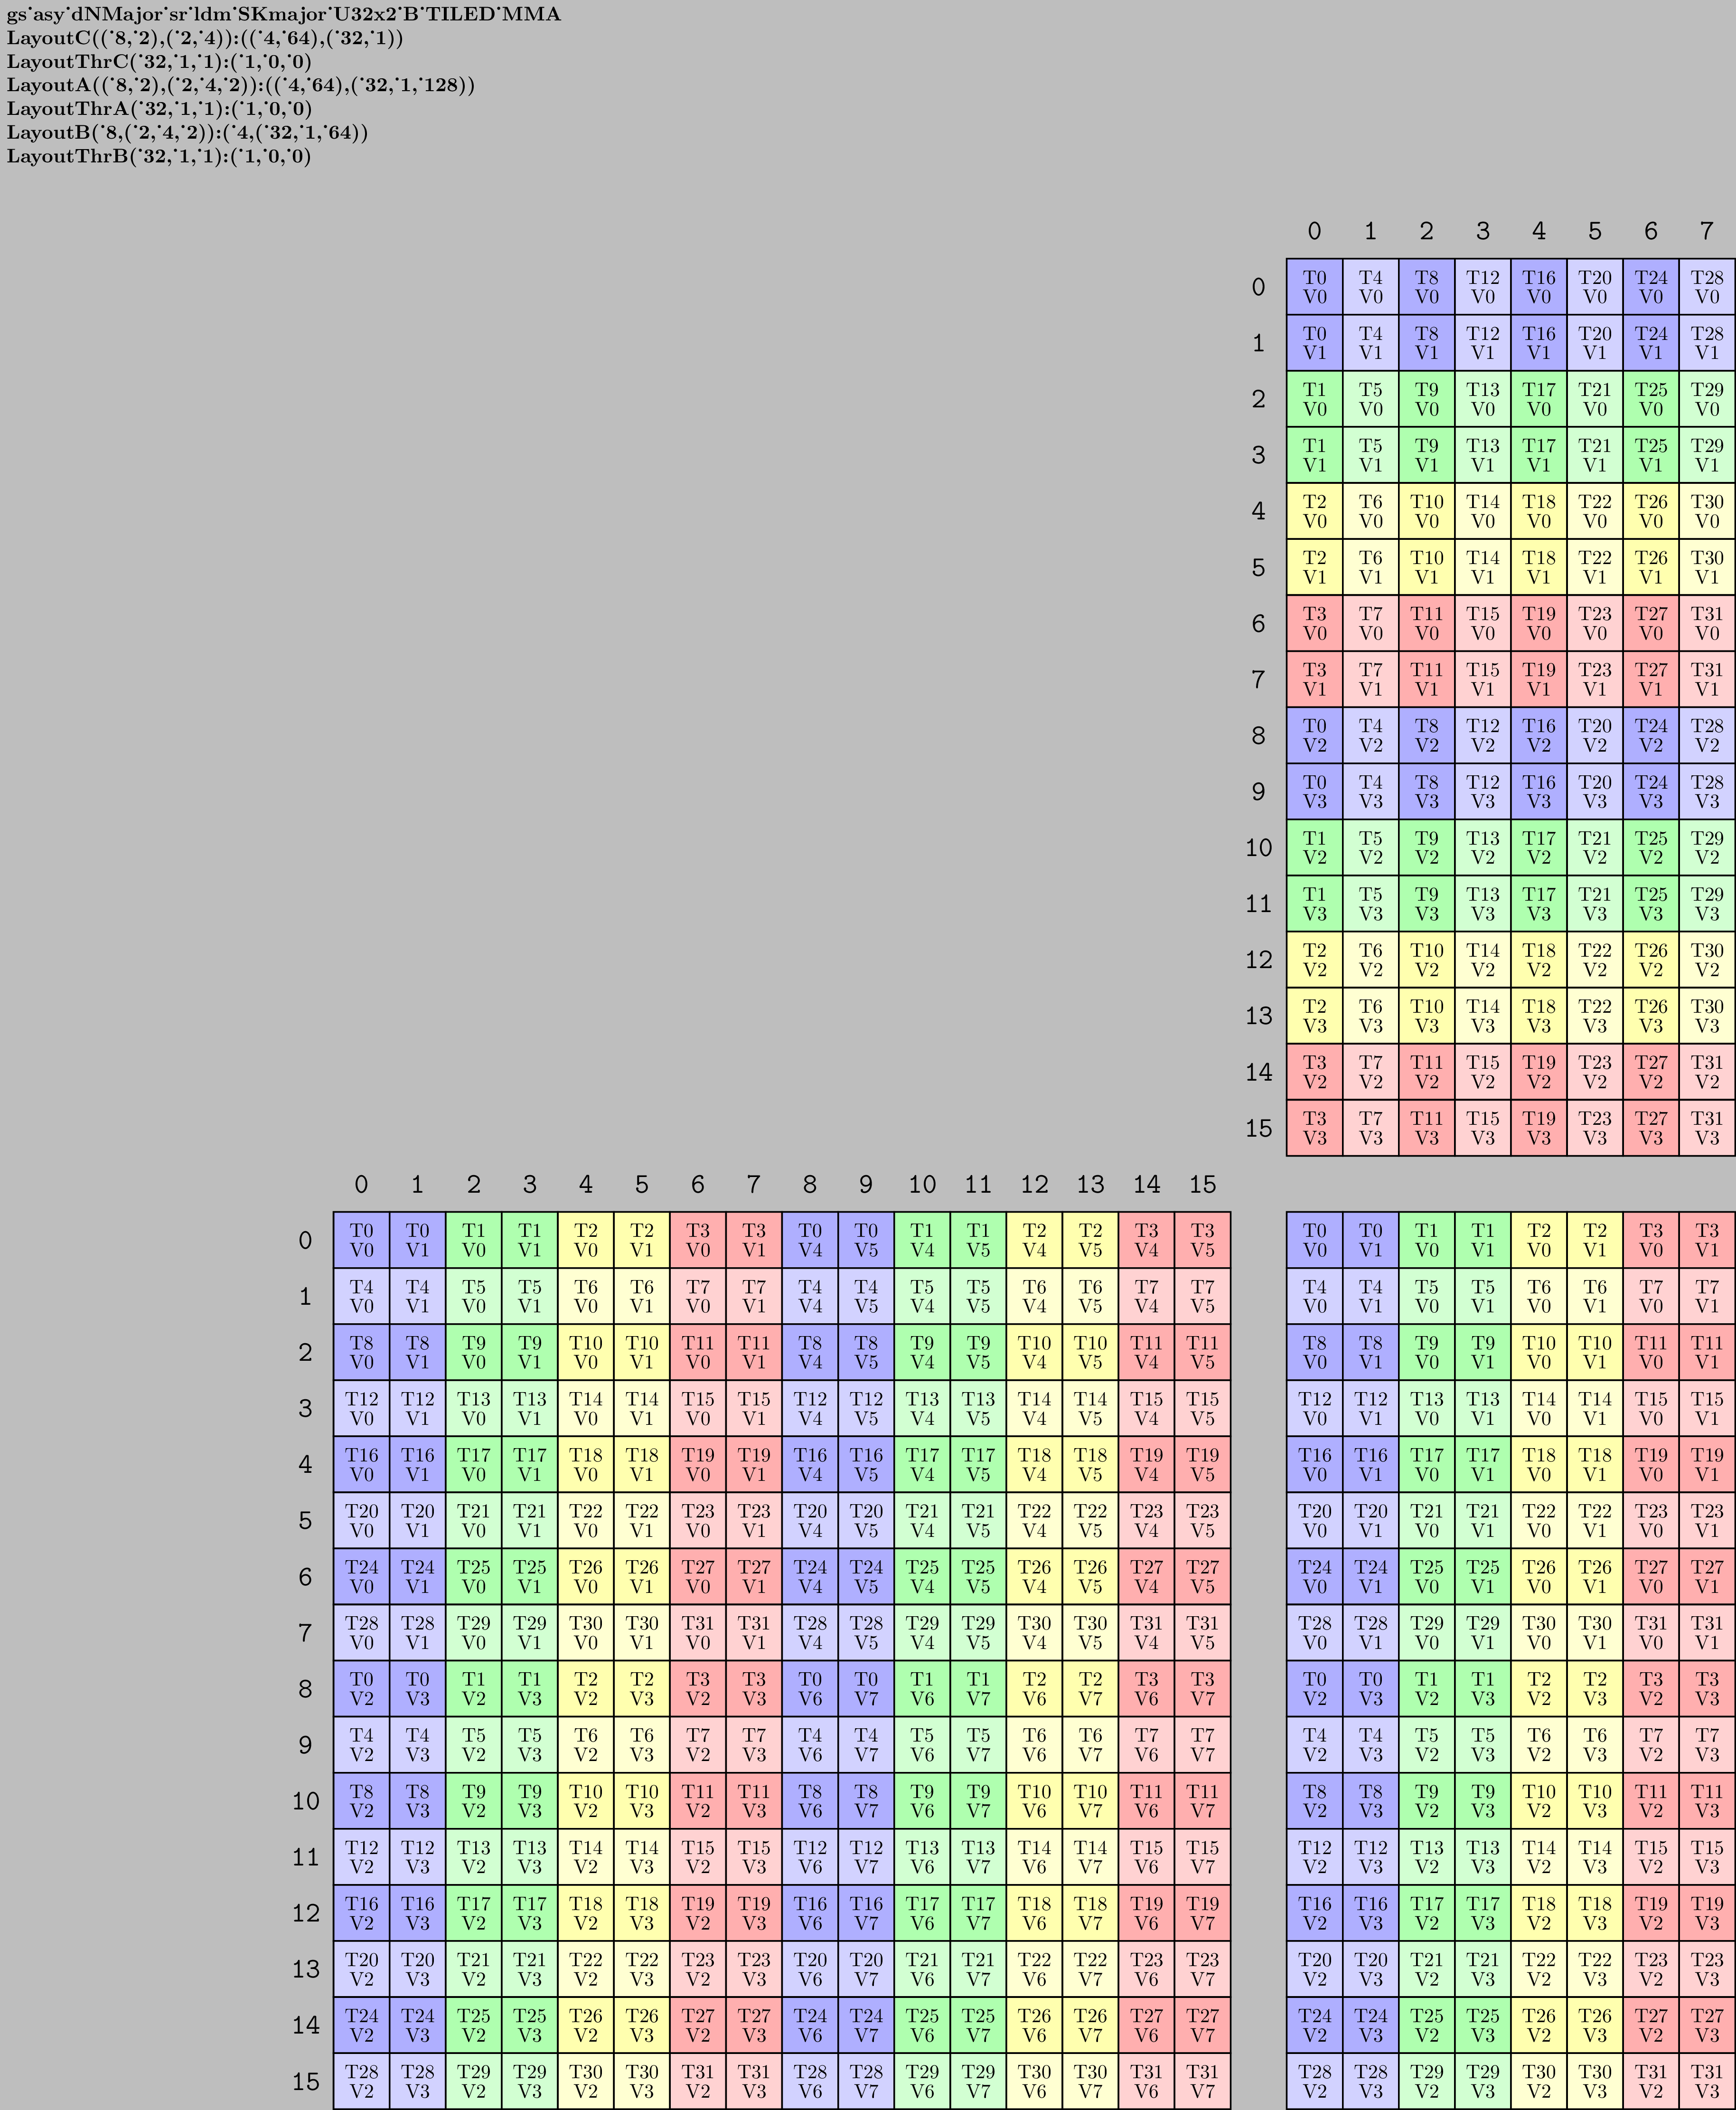 gs˙asy˙dNMajor˙sr˙ldm˙SKmajor˙U32x2˙B˙TILED˙MMA
LayoutC((˙8,˙2),(˙2,˙4)):((˙4,˙64),(˙32,˙1))
LayoutThrC(˙32,˙1,˙1):(˙1,˙0,˙0)
LayoutA((˙8,˙2),(˙2,˙4,˙2)):((˙4,˙64),(˙32,˙1,˙128))
LayoutThrA(˙32,˙1,˙1):(˙1,˙0,˙0)
LayoutB(˙8,(˙2,˙4,˙2)):(˙4,(˙32,˙1,˙64))
LayoutThrB(˙32,˙1,˙1):(˙1,˙0,˙0)
0 1 2 3 4 5 6 7
0 T0 T4 T8 T12 T16 T20 T24 T28
V0 V0 V0 V0 V0 V0 V0 V0
1 T0 T4 T8 T12 T16 T20 T24 T28
V1 V1 V1 V1 V1 V1 V1 V1
2 T1 T5 T9 T13 T17 T21 T25 T29
V0 V0 V0 V0 V0 V0 V0 V0
3 T1 T5 T9 T13 T17 T21 T25 T29
V1 V1 V1 V1 V1 V1 V1 V1
4 T2 T6 T10 T14 T18 T22 T26 T30
V0 V0 V0 V0 V0 V0 V0 V0
5 T2 T6 T10 T14 T18 T22 T26 T30
V1 V1 V1 V1 V1 V1 V1 V1
6 T3 T7 T11 T15 T19 T23 T27 T31
V0 V0 V0 V0 V0 V0 V0 V0
7 T3 T7 T11 T15 T19 T23 T27 T31
V1 V1 V1 V1 V1 V1 V1 V1
8 T0 T4 T8 T12 T16 T20 T24 T28
V2 V2 V2 V2 V2 V2 V2 V2
9 T0 T4 T8 T12 T16 T20 T24 T28
V3 V3 V3 V3 V3 V3 V3 V3
10 T1 T5 T9 T13 T17 T21 T25 T29
V2 V2 V2 V2 V2 V2 V2 V2
11 T1 T5 T9 T13 T17 T21 T25 T29
V3 V3 V3 V3 V3 V3 V3 V3
12 T2 T6 T10 T14 T18 T22 T26 T30
V2 V2 V2 V2 V2 V2 V2 V2
13 T2 T6 T10 T14 T18 T22 T26 T30
V3 V3 V3 V3 V3 V3 V3 V3
14 T3 T7 T11 T15 T19 T23 T27 T31
V2 V2 V2 V2 V2 V2 V2 V2
15 T3 T7 T11 T15 T19 T23 T27 T31
V3 V3 V3 V3 V3 V3 V3 V3
0 1 2 3 4 5 6 7 8 9 10 11 12 13 14 15
0 T0 T0 T1 T1 T2 T2 T3 T3 T0 T0 T1 T1 T2 T2 T3 T3 T0 T0 T1 T1 T2 T2 T3 T3
V0 V1 V0 V1 V0 V1 V0 V1 V4 V5 V4 V5 V4 V5 V4 V5 V0 V1 V0 V1 V0 V1 V0 V1
1 T4 T4 T5 T5 T6 T6 T7 T7 T4 T4 T5 T5 T6 T6 T7 T7 T4 T4 T5 T5 T6 T6 T7 T7
V0 V1 V0 V1 V0 V1 V0 V1 V4 V5 V4 V5 V4 V5 V4 V5 V0 V1 V0 V1 V0 V1 V0 V1
2 T8 T8 T9 T9 T10 T10 T11 T11 T8 T8 T9 T9 T10 T10 T11 T11 T8 T8 T9 T9 T10 T10 T11 T11
V0 V1 V0 V1 V0 V1 V0 V1 V4 V5 V4 V5 V4 V5 V4 V5 V0 V1 V0 V1 V0 V1 V0 V1
3 T12 T12 T13 T13 T14 T14 T15 T15 T12 T12 T13 T13 T14 T14 T15 T15 T12 T12 T13 T13 T14 T14 T15 T15
V0 V1 V0 V1 V0 V1 V0 V1 V4 V5 V4 V5 V4 V5 V4 V5 V0 V1 V0 V1 V0 V1 V0 V1
4 T16 T16 T17 T17 T18 T18 T19 T19 T16 T16 T17 T17 T18 T18 T19 T19 T16 T16 T17 T17 T18 T18 T19 T19
V0 V1 V0 V1 V0 V1 V0 V1 V4 V5 V4 V5 V4 V5 V4 V5 V0 V1 V0 V1 V0 V1 V0 V1
5 T20 T20 T21 T21 T22 T22 T23 T23 T20 T20 T21 T21 T22 T22 T23 T23 T20 T20 T21 T21 T22 T22 T23 T23
V0 V1 V0 V1 V0 V1 V0 V1 V4 V5 V4 V5 V4 V5 V4 V5 V0 V1 V0 V1 V0 V1 V0 V1
6 T24 T24 T25 T25 T26 T26 T27 T27 T24 T24 T25 T25 T26 T26 T27 T27 T24 T24 T25 T25 T26 T26 T27 T27
V0 V1 V0 V1 V0 V1 V0 V1 V4 V5 V4 V5 V4 V5 V4 V5 V0 V1 V0 V1 V0 V1 V0 V1
7 T28 T28 T29 T29 T30 T30 T31 T31 T28 T28 T29 T29 T30 T30 T31 T31 T28 T28 T29 T29 T30 T30 T31 T31
V0 V1 V0 V1 V0 V1 V0 V1 V4 V5 V4 V5 V4 V5 V4 V5 V0 V1 V0 V1 V0 V1 V0 V1
8 T0 T0 T1 T1 T2 T2 T3 T3 T0 T0 T1 T1 T2 T2 T3 T3 T0 T0 T1 T1 T2 T2 T3 T3
V2 V3 V2 V3 V2 V3 V2 V3 V6 V7 V6 V7 V6 V7 V6 V7 V2 V3 V2 V3 V2 V3 V2 V3
9 T4 T4 T5 T5 T6 T6 T7 T7 T4 T4 T5 T5 T6 T6 T7 T7 T4 T4 T5 T5 T6 T6 T7 T7
V2 V3 V2 V3 V2 V3 V2 V3 V6 V7 V6 V7 V6 V7 V6 V7 V2 V3 V2 V3 V2 V3 V2 V3
10 T8 T8 T9 T9 T10 T10 T11 T11 T8 T8 T9 T9 T10 T10 T11 T11 T8 T8 T9 T9 T10 T10 T11 T11
V2 V3 V2 V3 V2 V3 V2 V3 V6 V7 V6 V7 V6 V7 V6 V7 V2 V3 V2 V3 V2 V3 V2 V3
11 T12 T12 T13 T13 T14 T14 T15 T15 T12 T12 T13 T13 T14 T14 T15 T15 T12 T12 T13 T13 T14 T14 T15 T15
V2 V3 V2 V3 V2 V3 V2 V3 V6 V7 V6 V7 V6 V7 V6 V7 V2 V3 V2 V3 V2 V3 V2 V3
12 T16 T16 T17 T17 T18 T18 T19 T19 T16 T16 T17 T17 T18 T18 T19 T19 T16 T16 T17 T17 T18 T18 T19 T19
V2 V3 V2 V3 V2 V3 V2 V3 V6 V7 V6 V7 V6 V7 V6 V7 V2 V3 V2 V3 V2 V3 V2 V3
13 T20 T20 T21 T21 T22 T22 T23 T23 T20 T20 T21 T21 T22 T22 T23 T23 T20 T20 T21 T21 T22 T22 T23 T23
V2 V3 V2 V3 V2 V3 V2 V3 V6 V7 V6 V7 V6 V7 V6 V7 V2 V3 V2 V3 V2 V3 V2 V3
14 T24 T24 T25 T25 T26 T26 T27 T27 T24 T24 T25 T25 T26 T26 T27 T27 T24 T24 T25 T25 T26 T26 T27 T27
V2 V3 V2 V3 V2 V3 V2 V3 V6 V7 V6 V7 V6 V7 V6 V7 V2 V3 V2 V3 V2 V3 V2 V3
15 T28 T28 T29 T29 T30 T30 T31 T31 T28 T28 T29 T29 T30 T30 T31 T31 T28 T28 T29 T29 T30 T30 T31 T31
V2 V3 V2 V3 V2 V3 V2 V3 V6 V7 V6 V7 V6 V7 V6 V7 V2 V3 V2 V3 V2 V3 V2 V3